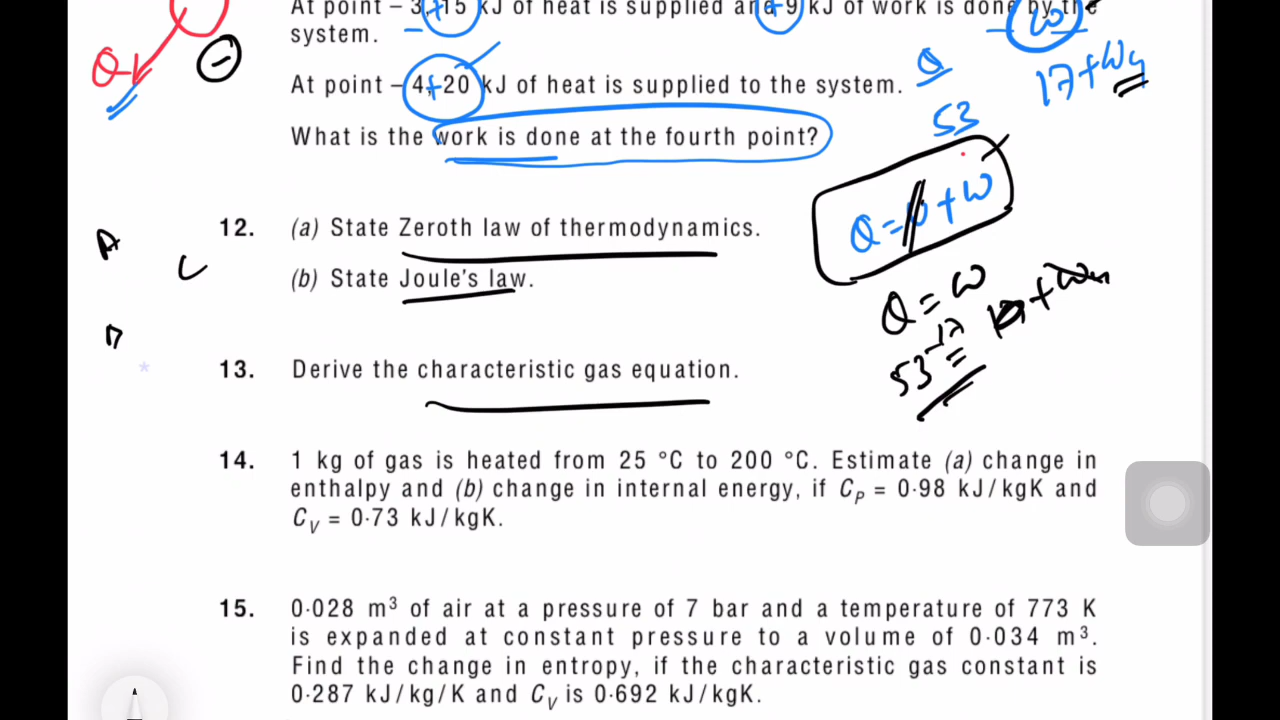 At point – 3, +15 kJ of heat is supplied and +9 kJ of work is done by the
system.
W
Q
At point – 4, +20 kJ of heat is supplied to the system.
Q
17+W4
53
What is the work is done at the fourth point?
Q = 0 + W
12. (a) State Zeroth law of thermodynamics.
A
C
(b) State Joule's law.
Q = W
53 – 17 =
13. Derive the characteristic gas equation.
14. 1 kg of gas is heated from 25 °C to 200 °C. Estimate (a) change in
enthalpy and (b) change in internal energy, if CP = 0·98 kJ/kgK and
CV = 0·73 kJ/kgK.
15. 0·028 m³ of air at a pressure of 7 bar and a temperature of 773 K
is expanded at constant pressure to a volume of 0·034 m³.
Find the change in entropy, if the characteristic gas constant is
0·287 kJ/kg/K and CV is 0·692 kJ/kgK.